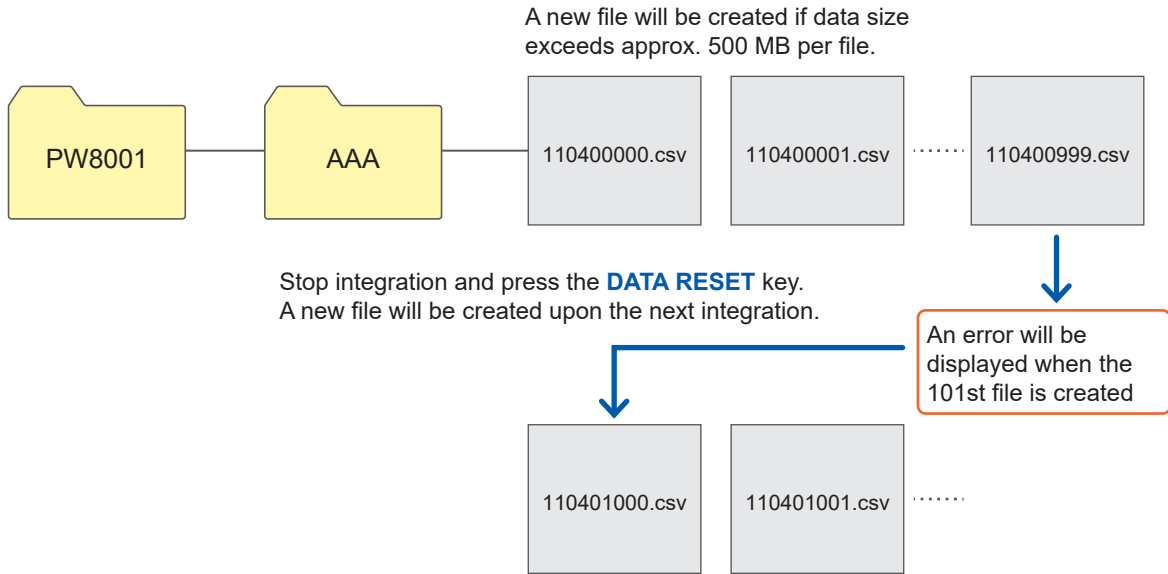 A new file will be created if data size
exceeds approx. 500 MB per file.
PW8001
AAA
110400000.csv
110400001.csv
110400999.csv
Stop integration and press the DATA RESET key.
A new file will be created upon the next integration.
An error will be
displayed when the
101st file is created
110401000.csv
110401001.csv